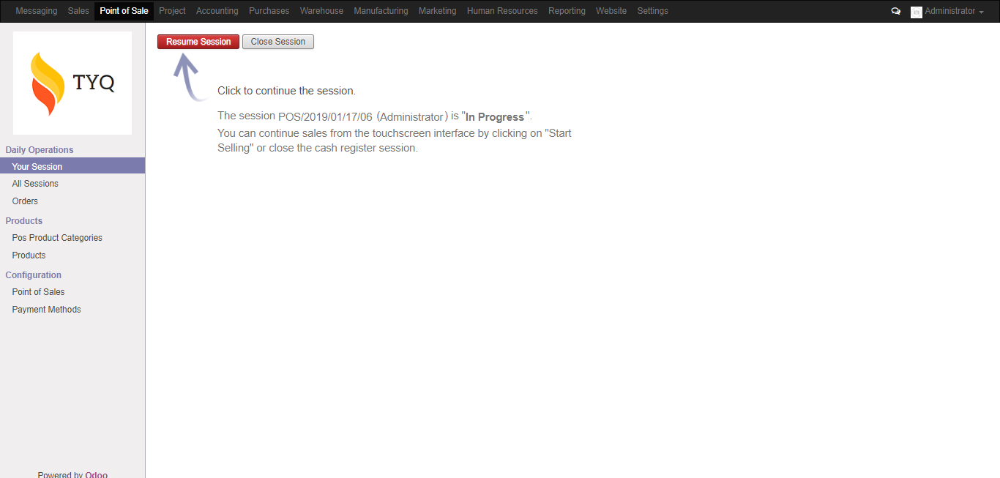 Messaging Sales Point of Sale Project Accounting Purchases Warehouse Manufacturing Marketing Human Resources Reporting Website Settings Administrator
TYQ
Daily Operations
Your Session
All Sessions
Orders
Products
Pos Product Categories
Products
Configuration
Point of Sales
Payment Methods
Powered by Odoo
Resume Session Close Session
Click to continue the session.
The session POS/2019/01/17/06 (Administrator) is "In Progress".
You can continue sales from the touchscreen interface by clicking on "Start
Selling" or close the cash register session.